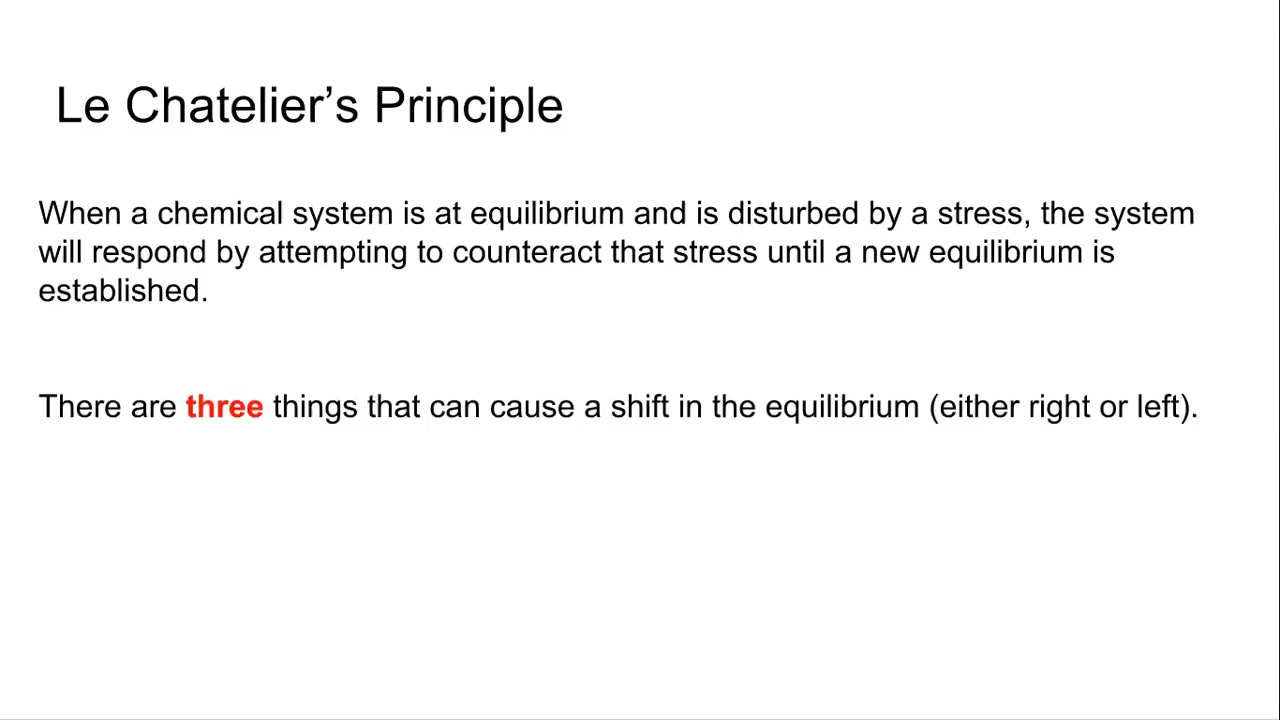 Le Chatelier’s Principle
When a chemical system is at equilibrium and is disturbed by a stress, the system
will respond by attempting to counteract that stress until a new equilibrium is
established.
There are three things that can cause a shift in the equilibrium (either right or left).